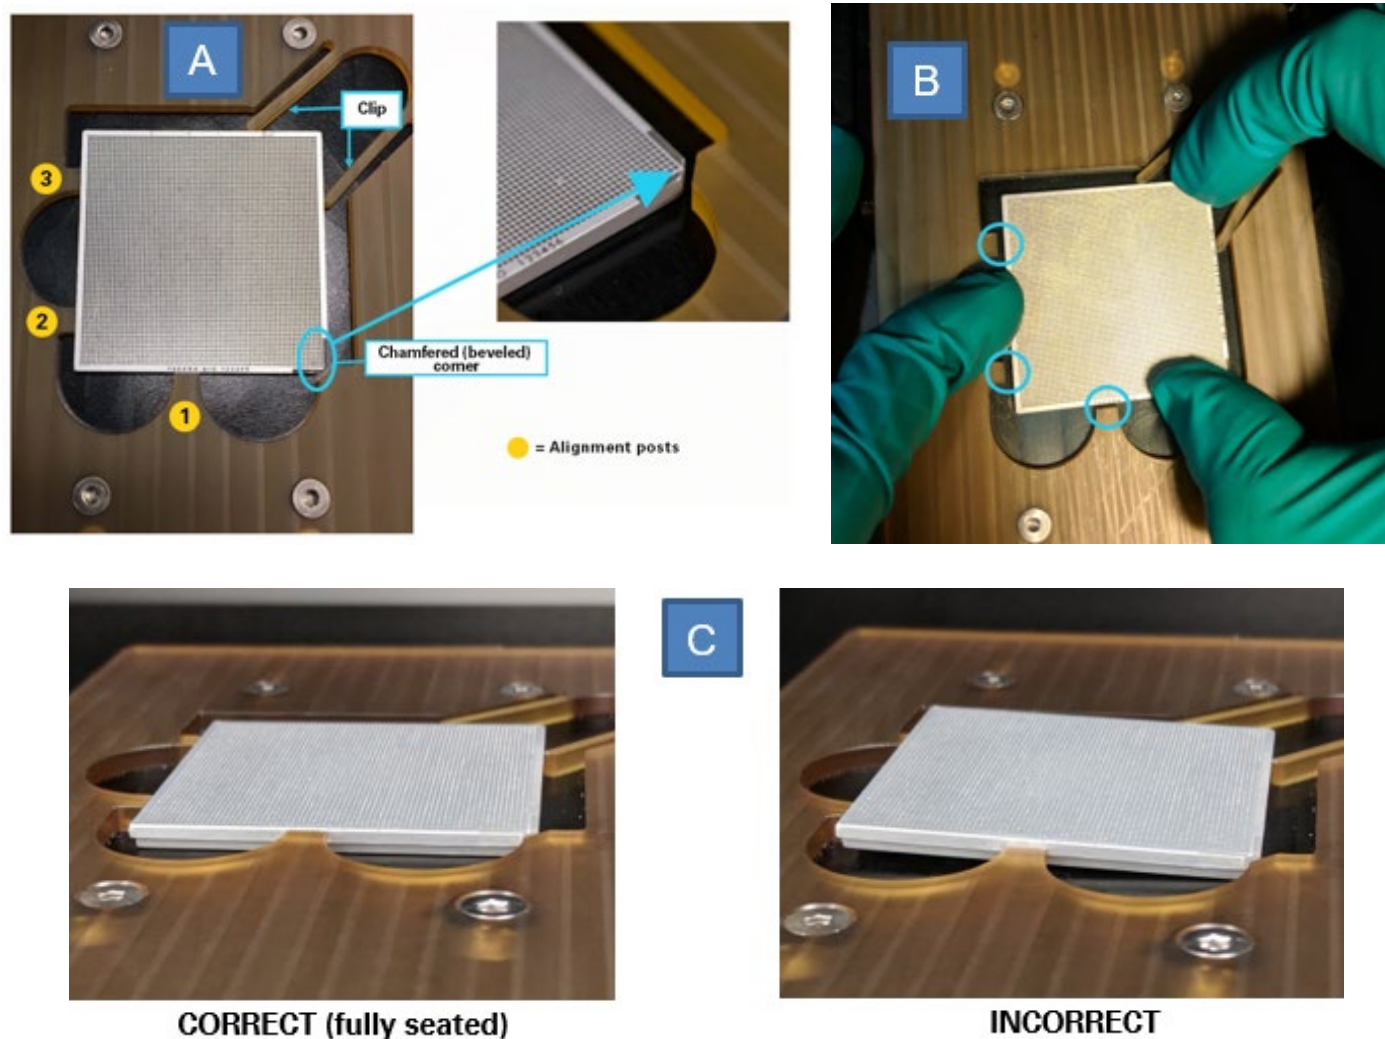 A
Clip
3
2
1
Chamfered (beveled)
corner
= Alignment posts
B
C
CORRECT (fully seated)
INCORRECT